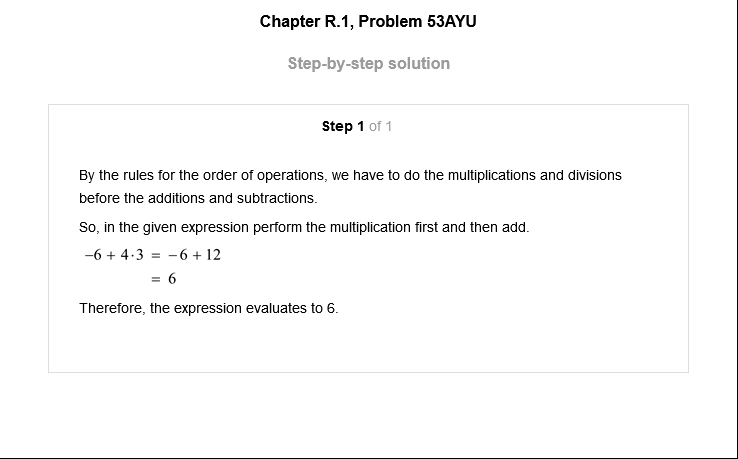 Chapter R.1, Problem 53AYU
Step-by-step solution
Step 1 of 1
By the rules for the order of operations, we have to do the multiplications and divisions
before the additions and subtractions.
So, in the given expression perform the multiplication first and then add.
−6 + 4·3 = −6 + 12
= 6
Therefore, the expression evaluates to 6.